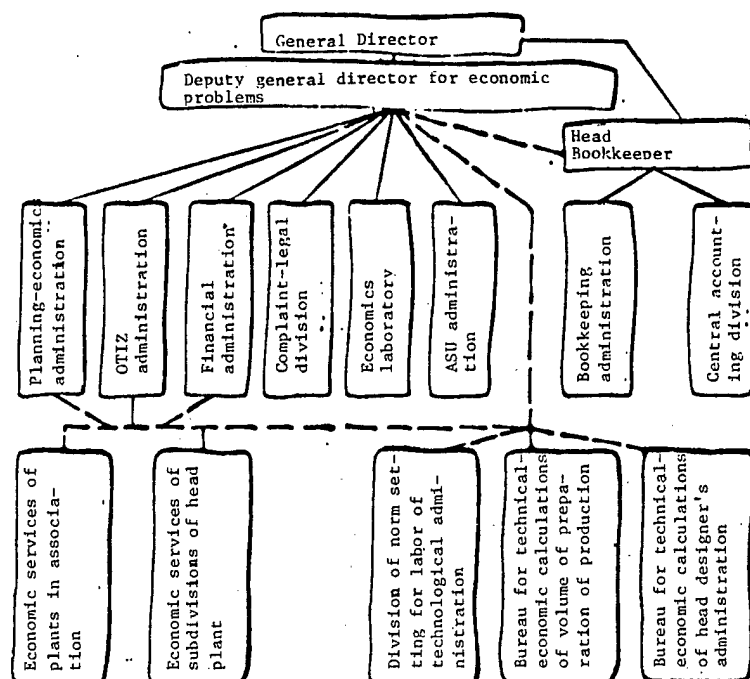 General Director
Deputy general director for economic
problems
Head
Bookkeeper
Planning-economic
administration
OTIZ
administration
Financial
administration
Complaint-legal
division
Economics
laboratory
ASU administra-
tion
Bookkeeping
administration
Central account-
ing division
Economic services of
plants in associa-
tion
Economic services of
subdivisions of head
plant
Division of norm set-
ting for labor of
technological admi-
nistration
Bureau for technical-
economic calculations
of volume of prepa-
ration of production
Bureau for technical-
economic calculations
of head designer's
administration